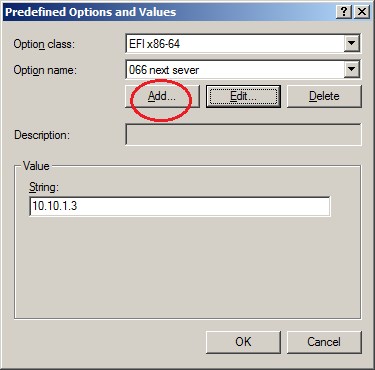 Predefined Options and Values
Option class: EFI x86-64
Option name: 066 next sever
Add... Edit... Delete
Description:
Value
String:
10.10.1.3
OK Cancel